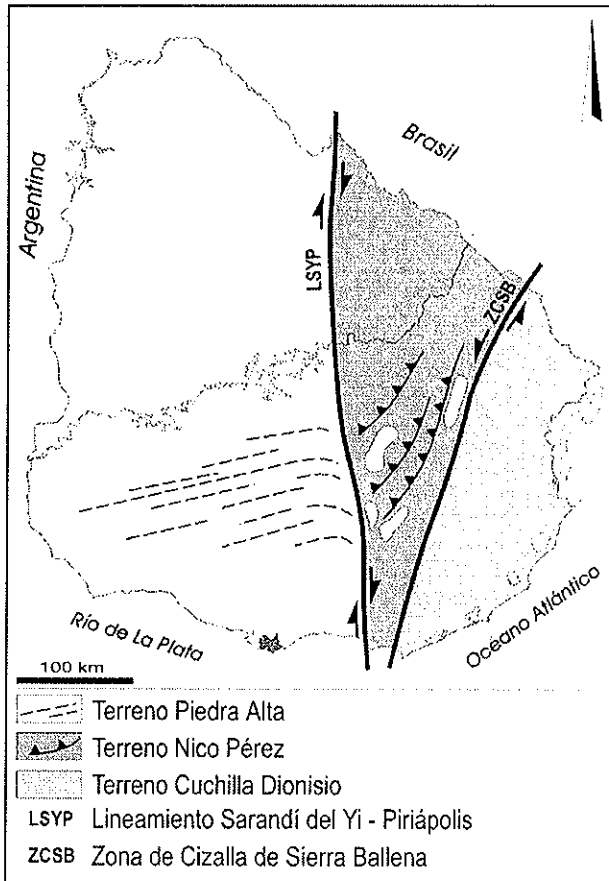 Brasil
Argentina
LSYP
ZCSB
Océano Atlántico
Río de La Plata
100 km
Terreno Piedra Alta
Terreno Nico Pérez
Terreno Cuchilla Dionisio
LSYP Lineamiento Sarandí del Yi - Piriápolis
ZCSB Zona de Cizalla de Sierra Ballena